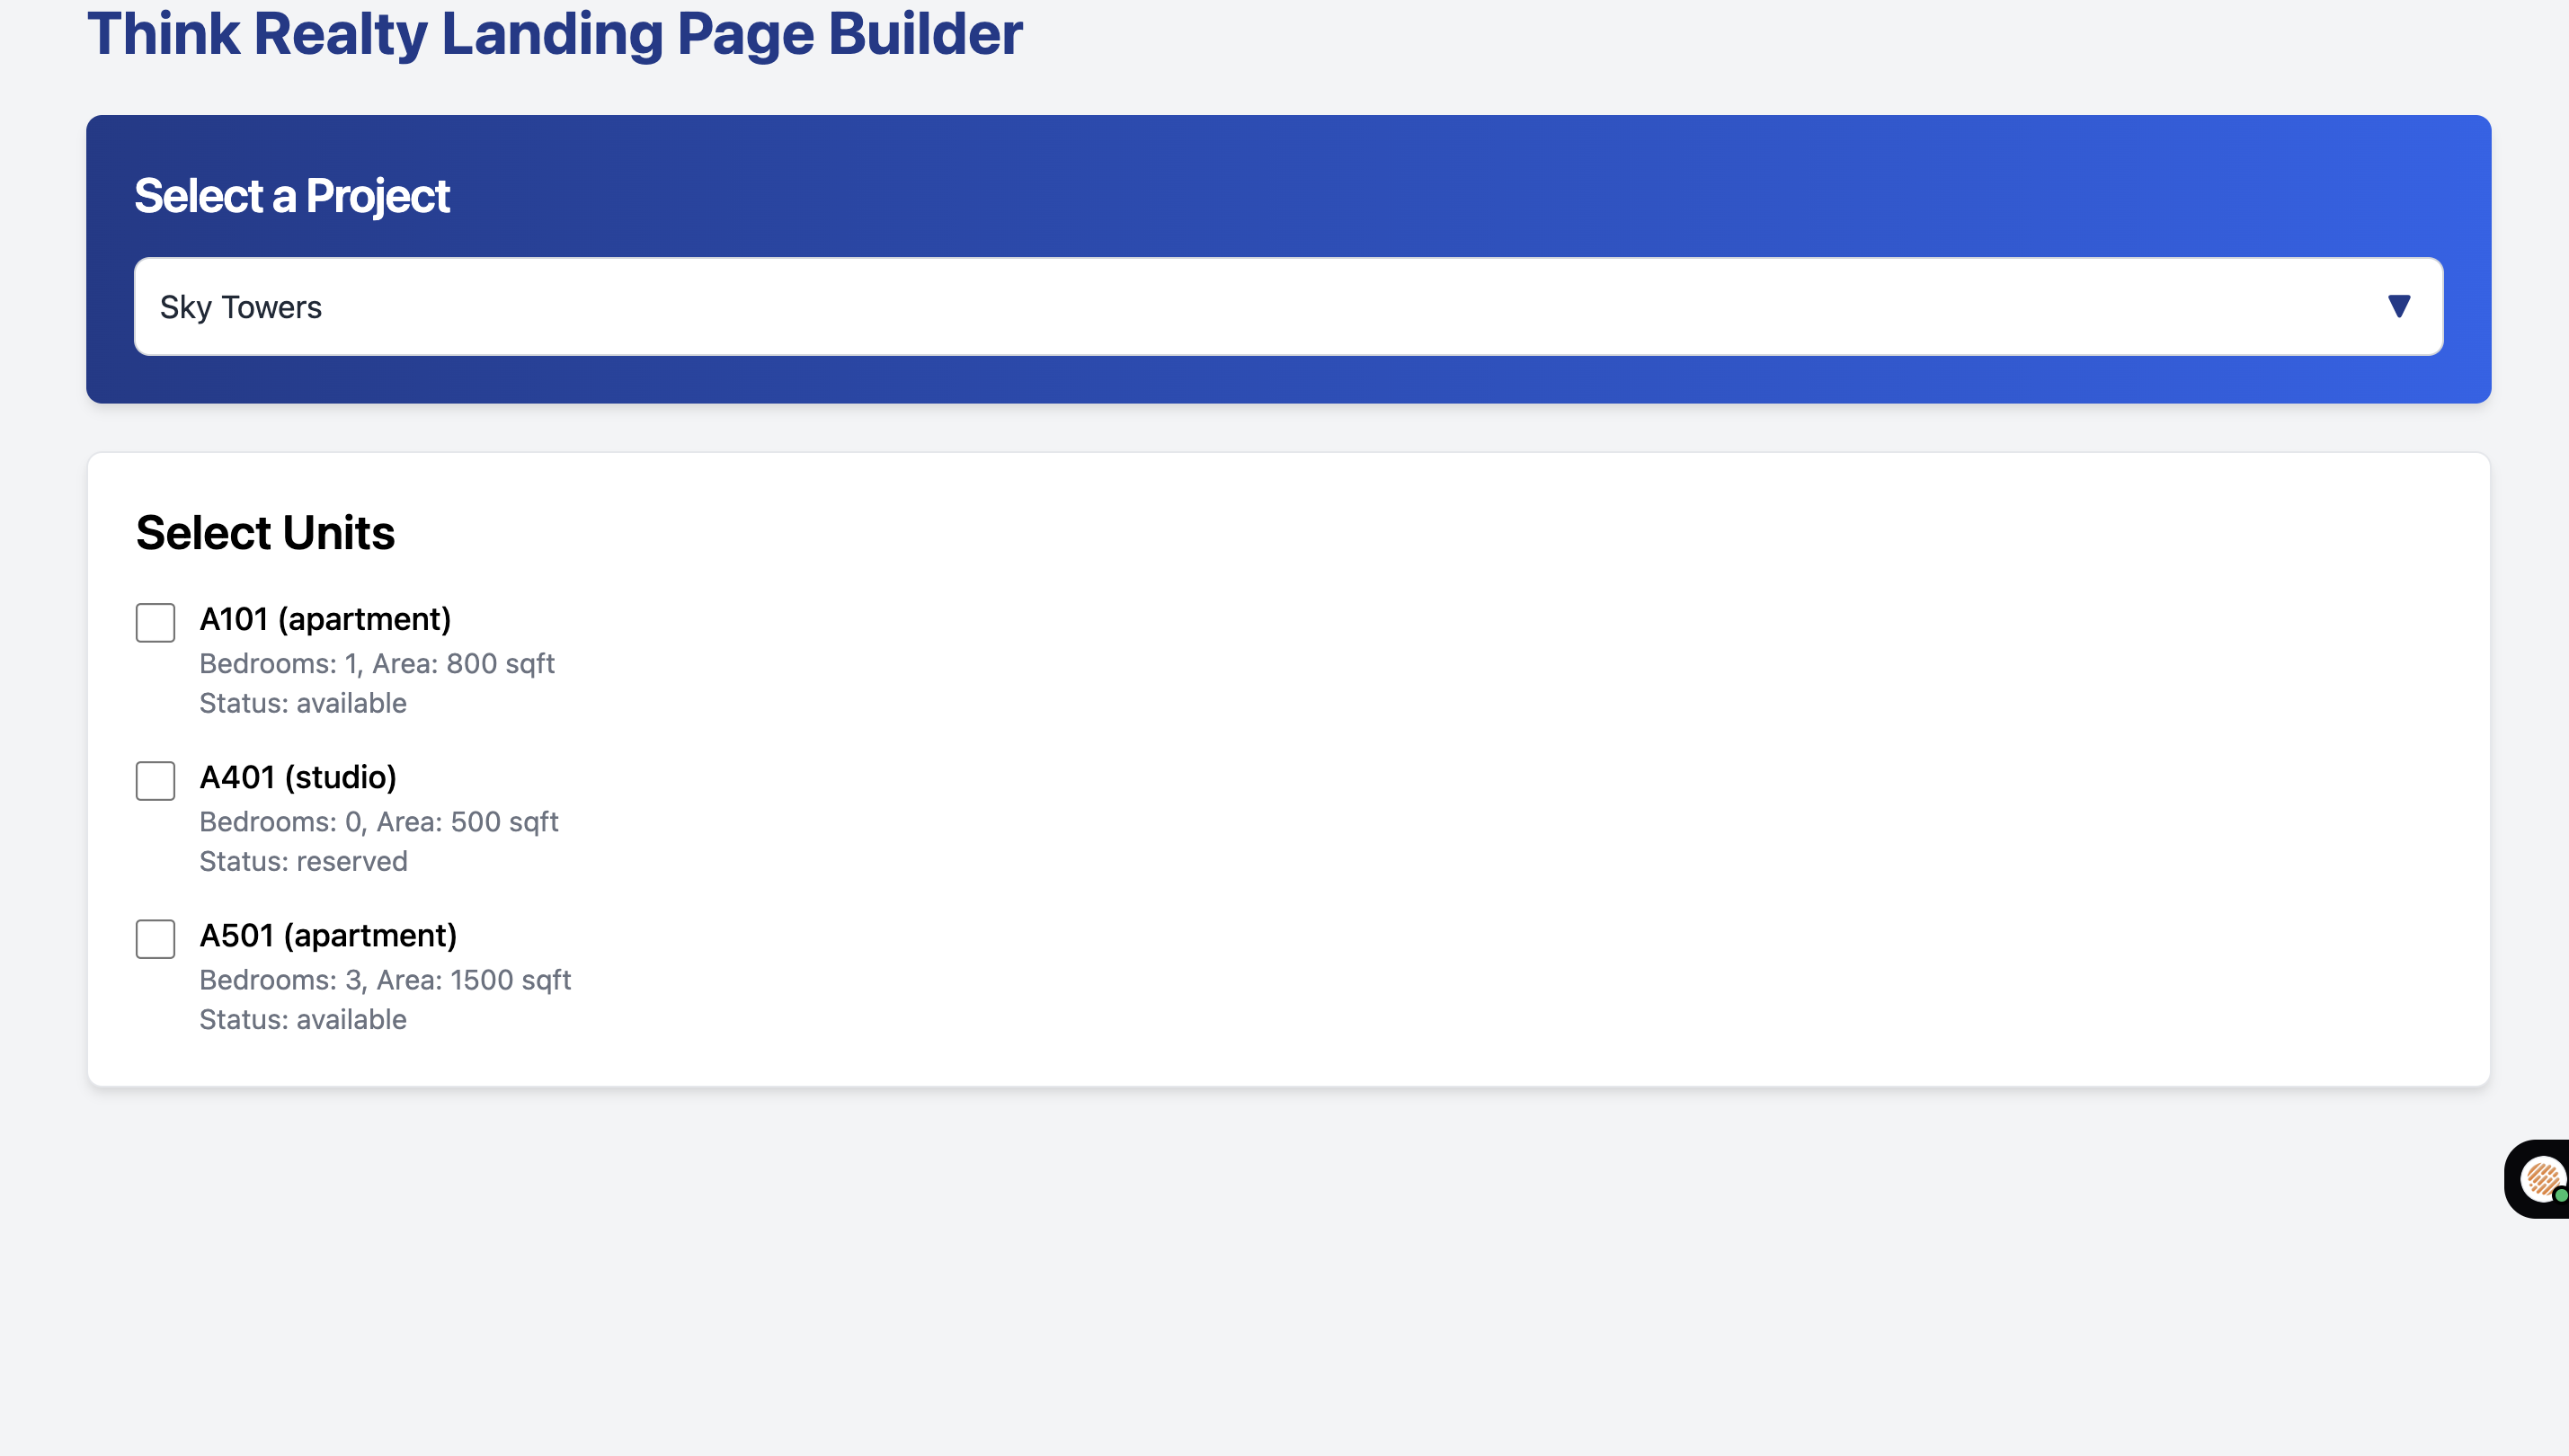 Think Realty Landing Page Builder
Select a Project
Sky Towers
Select Units
A101 (apartment)
Bedrooms: 1, Area: 800 sqft
Status: available
A401 (studio)
Bedrooms: 0, Area: 500 sqft
Status: reserved
A501 (apartment)
Bedrooms: 3, Area: 1500 sqft
Status: available